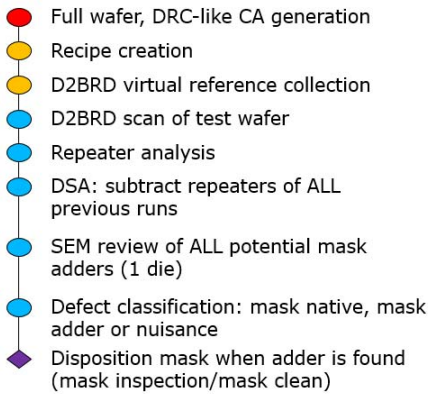 Full wafer, DRC-like CA generation
Recipe creation
D2BRD virtual reference collection
D2BRD scan of test wafer
Repeater analysis
DSA: subtract repeaters of ALL
previous runs
SEM review of ALL potential mask
adders (1 die)
Defect classification: mask native, mask
adder or nuisance
Disposition mask when adder is found
(mask inspection/mask clean)